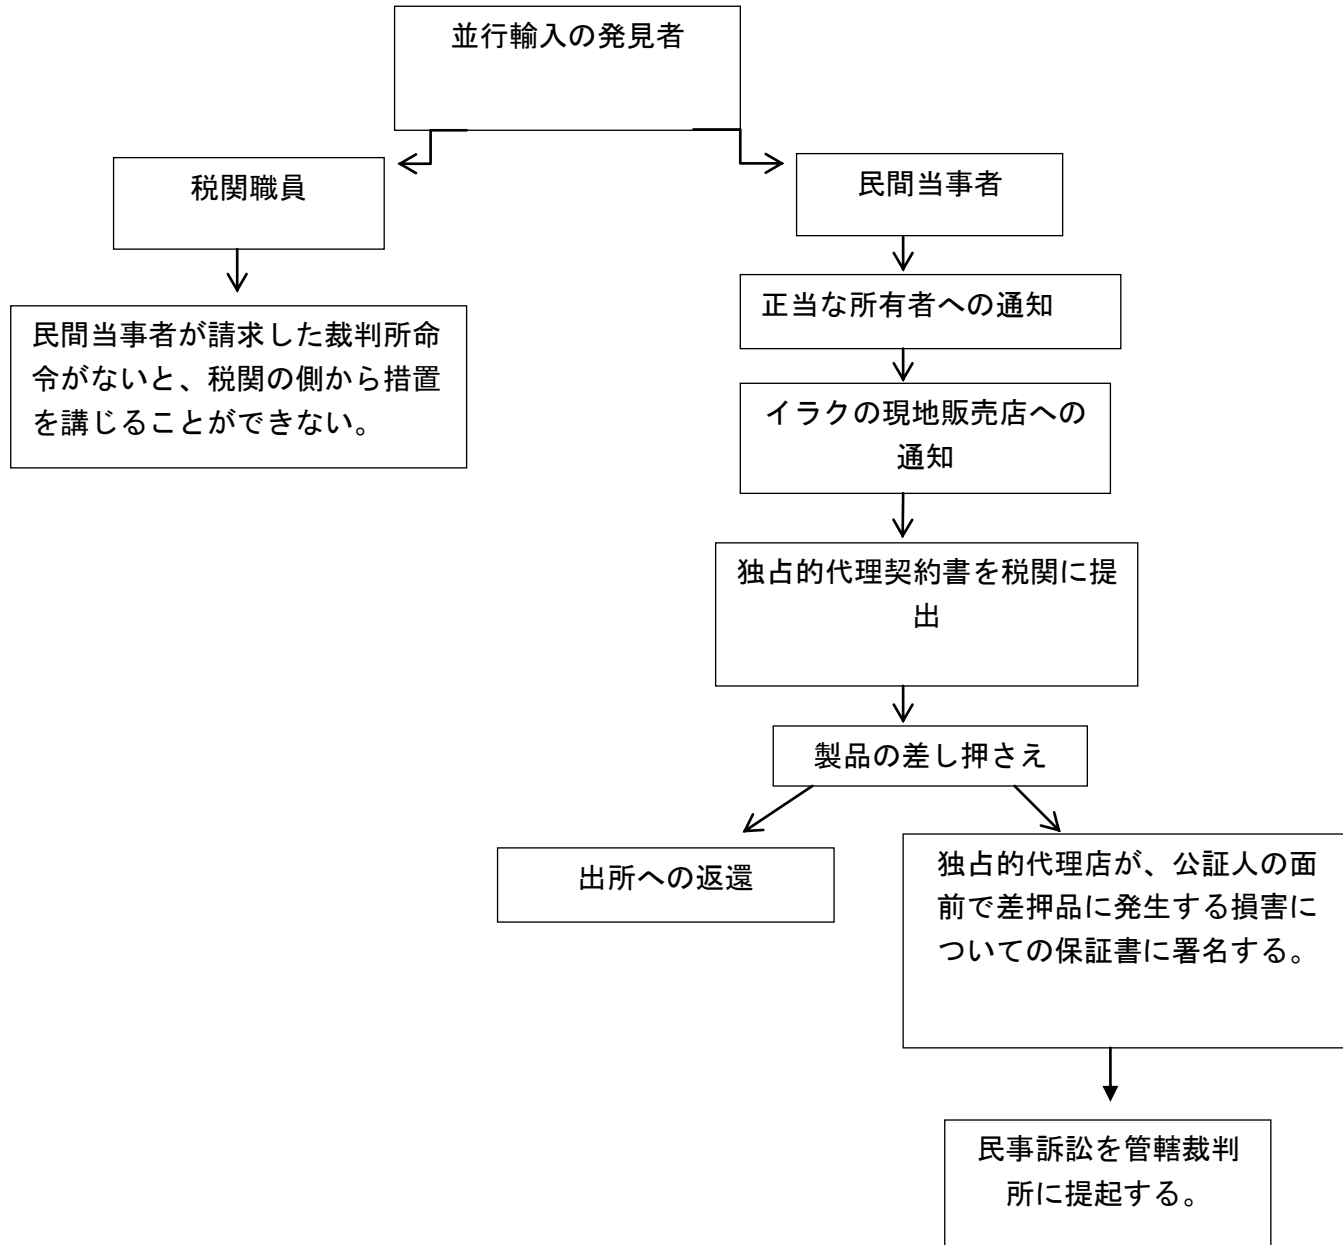 並行輸入の発見者
税関職員
民間当事者
民間当事者が請求した裁判所命
令がないと、税関の側から措置
を講じることができない。
正当な所有者への通知
イラクの現地販売店への
通知
独占的代理契約書を税関に提
出
製品の差し押さえ
出所への返還
独占的代理店が、公証人の面
前で差押品に発生する損害に
ついての保証書に署名する。
民事訴訟を管轄裁判
所に提起する。